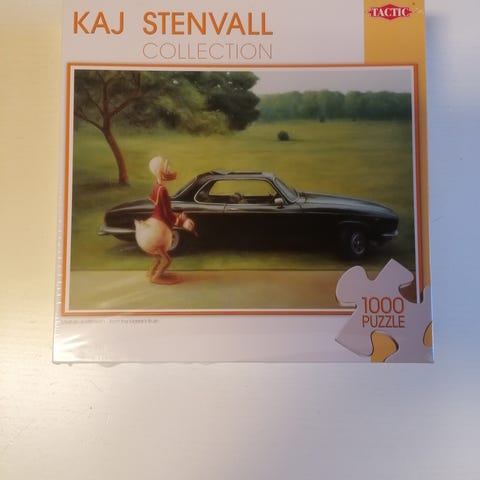 KAJ STENVALL
COLLECTION
TACTIC
1000
PUZZLE